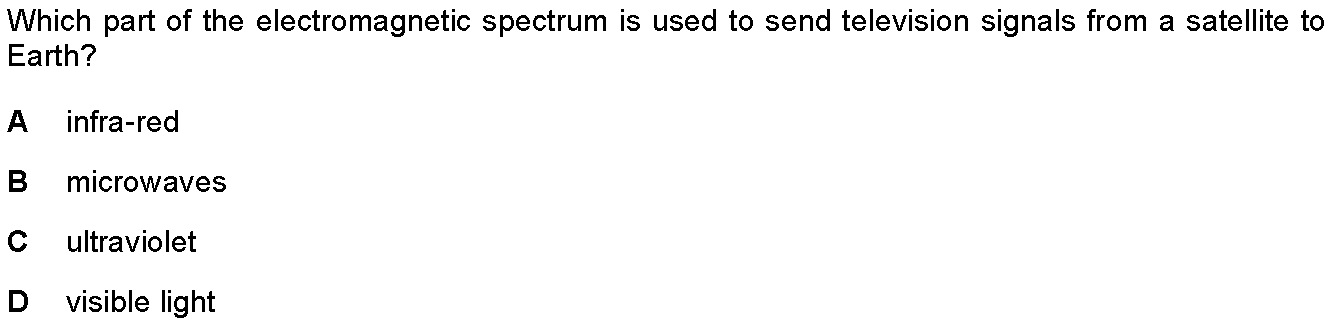 Which part of the electromagnetic spectrum is used to send television signals from a satellite to
Earth?
A infra-red
B microwaves
C ultraviolet
D visible light